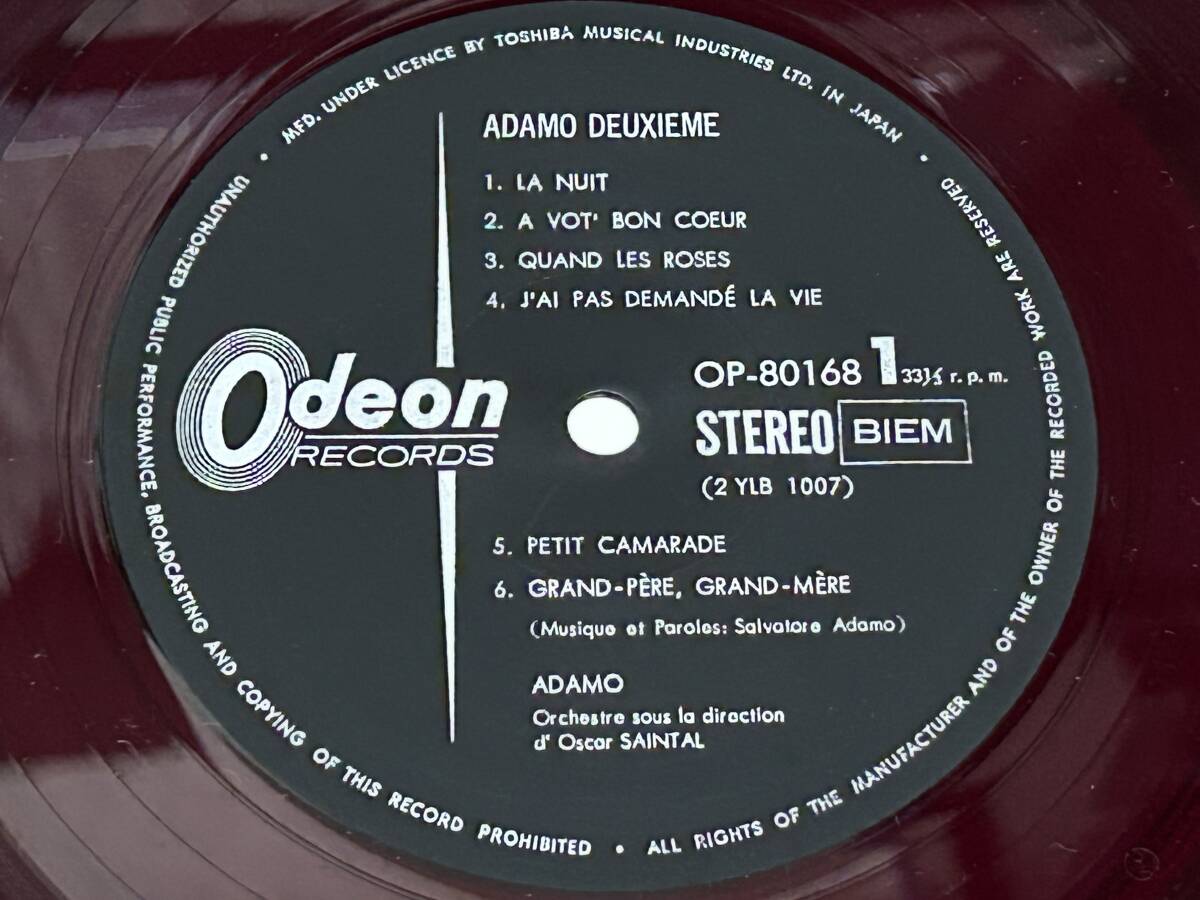 MFD. UNDER LICENCE BY TOSHIBA MUSICAL INDUSTRIES LTD. IN JAPAN
ADAMO DEUXIEME
1. LA NUIT
2. A VOT' BON COEUR
3. QUAND LES ROSES
4. J'AI PAS DEMANDÉ LA VIE
Odeon
RECORDS
OP-80168 1 33⅓ r.p.m.
STEREO BIEM
(2 YLB 1007)
5. PETIT CAMARADE
6. GRAND-PÈRE, GRAND-MÈRE
(Musique et Paroles: Salvatore Adamo)
ADAMO
Orchestre sous la direction
d' Oscar SAINTAL
UNAUTHORIZED PUBLIC PERFORMANCE, BROADCASTING AND COPYING OF THIS RECORD PROHIBITED • ALL RIGHTS OF THE MANUFACTURER AND OF THE OWNER OF THE RECORDED WORK ARE RESERVED •